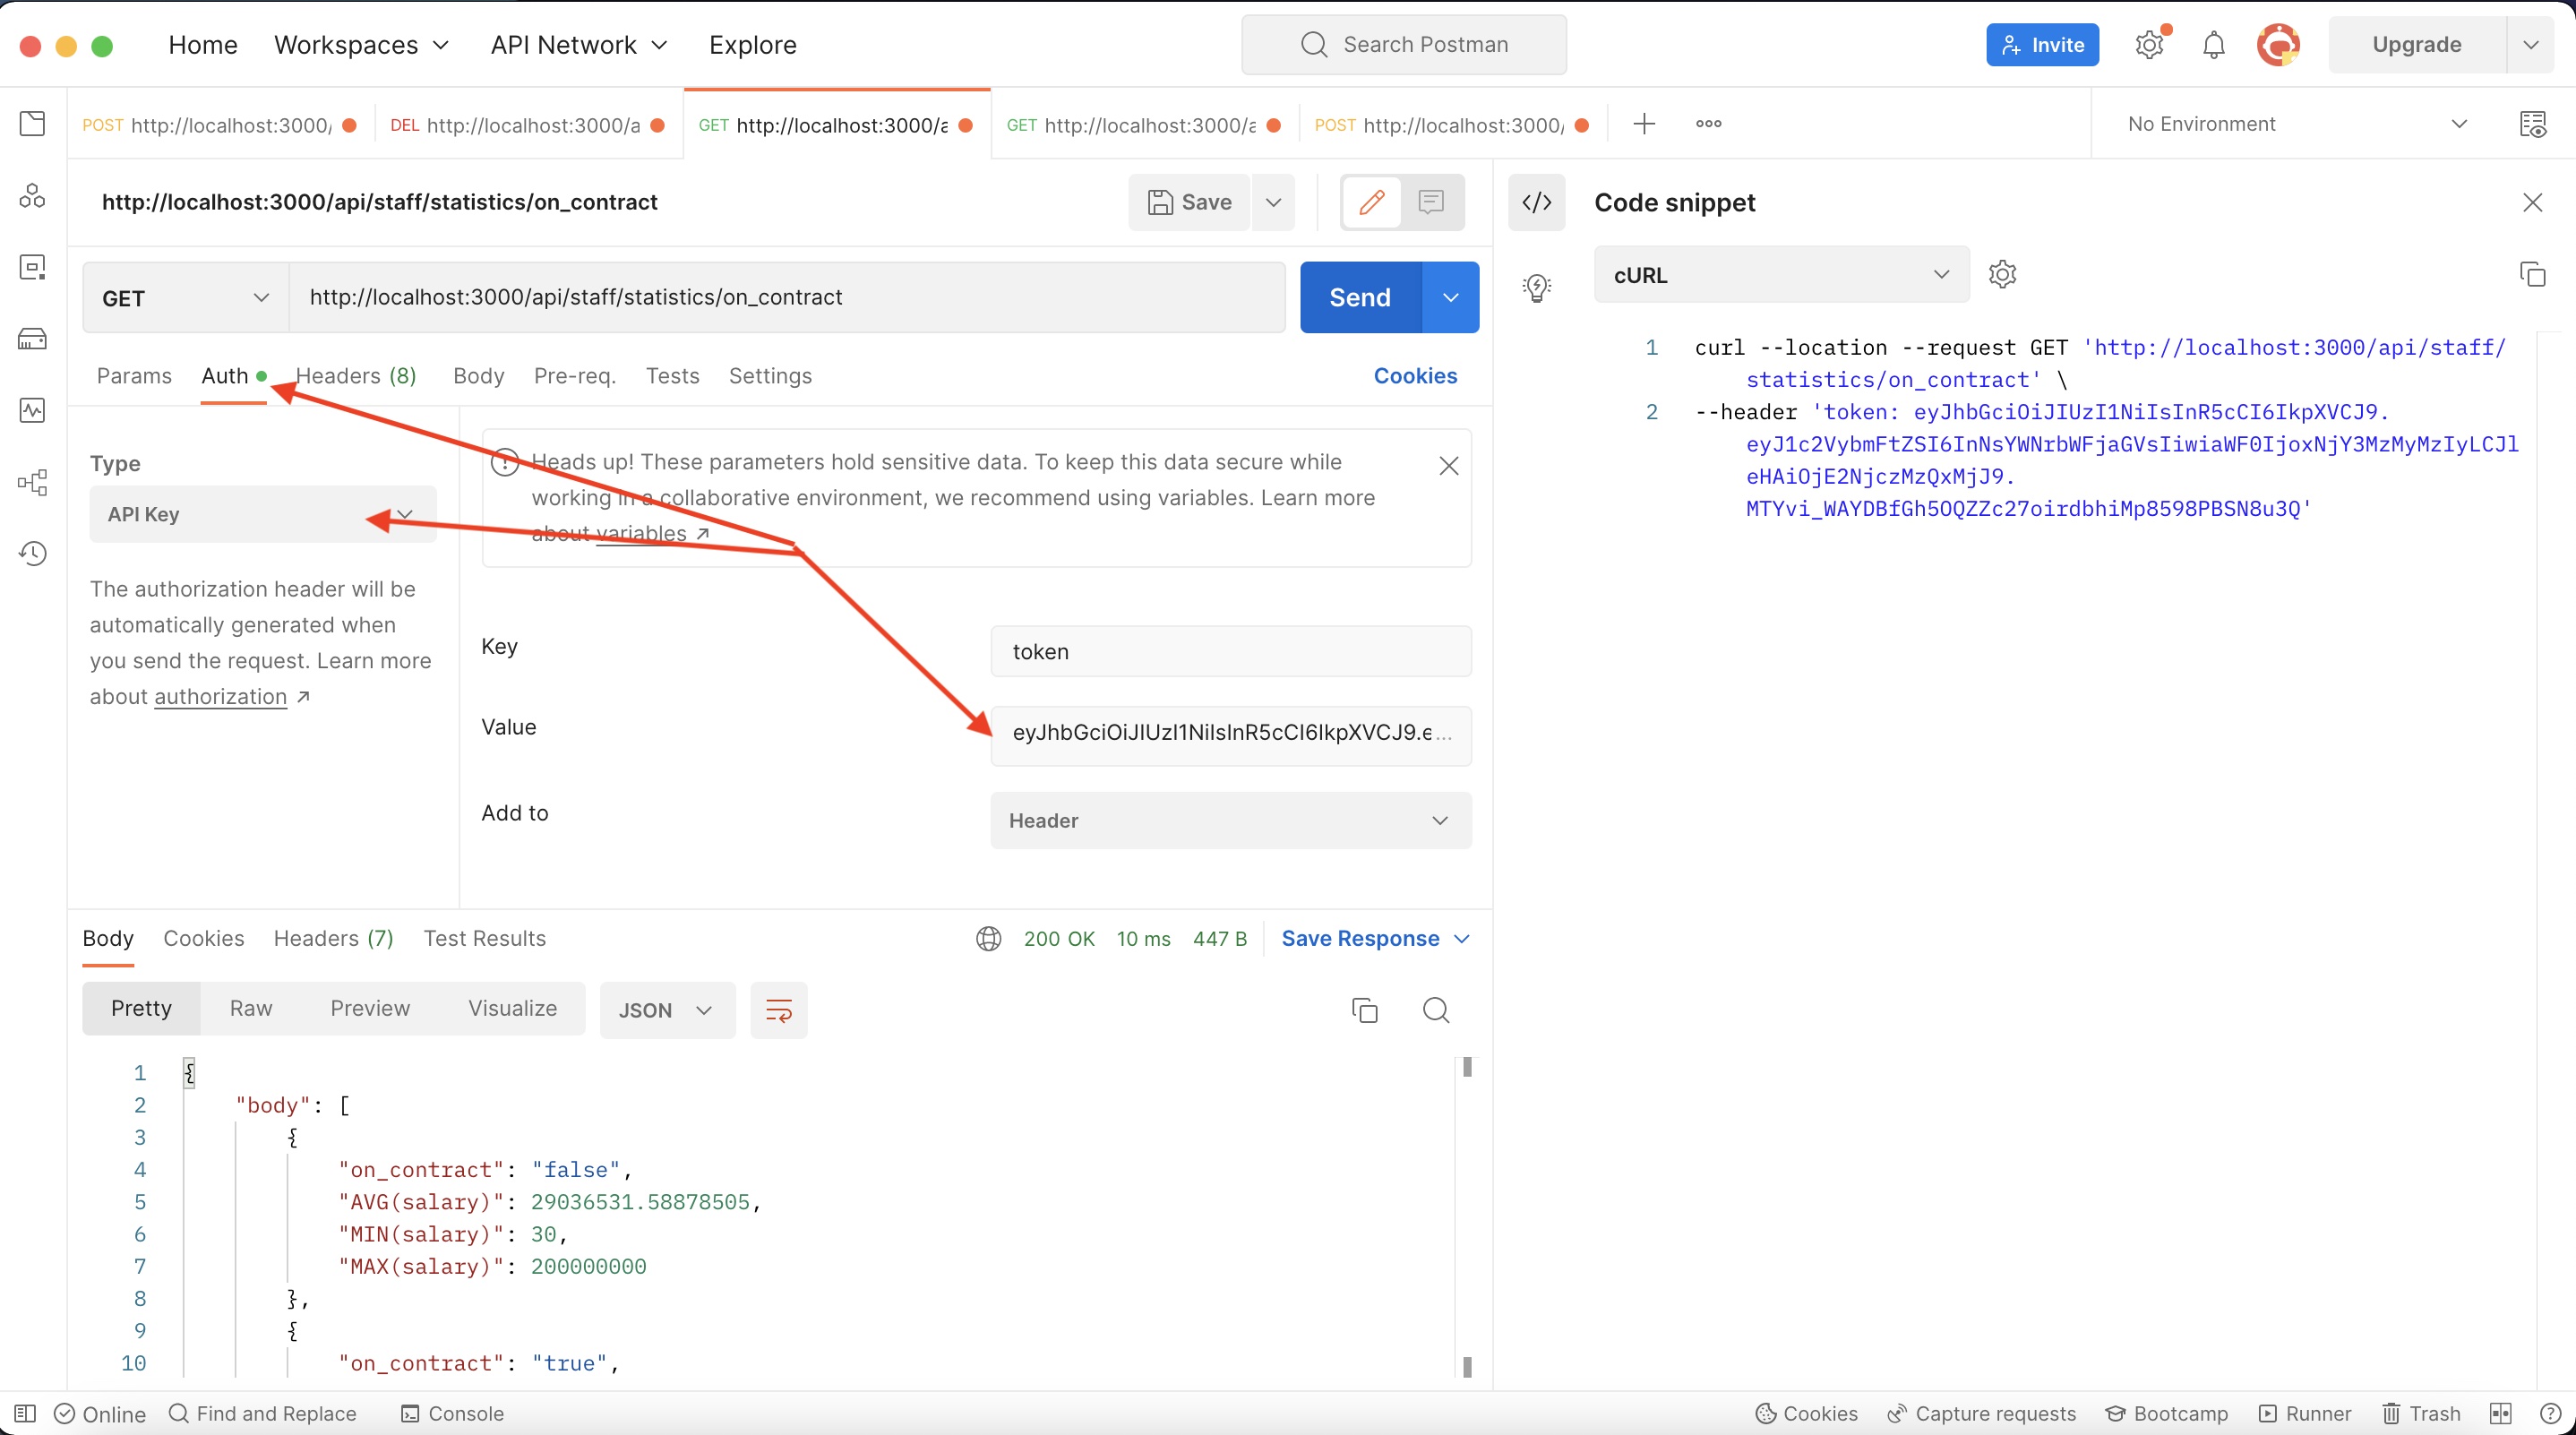 Home Workspaces API Network Explore Search Postman Invite Upgrade
POST http://localhost:3000/ DEL http://localhost:3000/a GET http://localhost:3000/a GET http://localhost:3000/a POST http://localhost:3000/ No Environment
http://localhost:3000/api/staff/statistics/on_contract Save </> Code snippet
GET http://localhost:3000/api/staff/statistics/on_contract Send
cURL
Params Auth Headers (8) Body Pre-req. Tests Settings Cookies
1 curl --location --request GET 'http://localhost:3000/api/staff/
statistics/on_contract' \
2 --header 'token: eyJhbGciOiJIUzI1NiIsInR5cCI6IkpXVCJ9.
eyJ1c2VybmFtZSI6InNsYWNrbWFjaGVsIiwiaWF0IjoxNjY3MzMyMzIyLCJl
eHAiOjE2NjczMzQxMjJ9.
MTYvi_WAYDBfGh5OQZZc27oirdbhiMp8598PBSN8u3Q'
Type
API Key
The authorization header will be
automatically generated when
you send the request. Learn more
about authorization ↗
Heads up! These parameters hold sensitive data. To keep this data secure while
working in a collaborative environment, we recommend using variables. Learn more
about variables ↗
Key token
Value eyJhbGciOiJIUzI1NiIsInR5cCI6IkpXVCJ9.e...
Add to Header
Body Cookies Headers (7) Test Results 200 OK 10 ms 447 B Save Response
Pretty Raw Preview Visualize JSON
1 {
2 "body": [
3 {
4 "on_contract": "false",
5 "AVG(salary)": 29036531.58878505,
6 "MIN(salary)": 30,
7 "MAX(salary)": 200000000
8 },
9 {
10 "on_contract": "true",
Online Find and Replace Console Cookies Capture requests Bootcamp Runner Trash